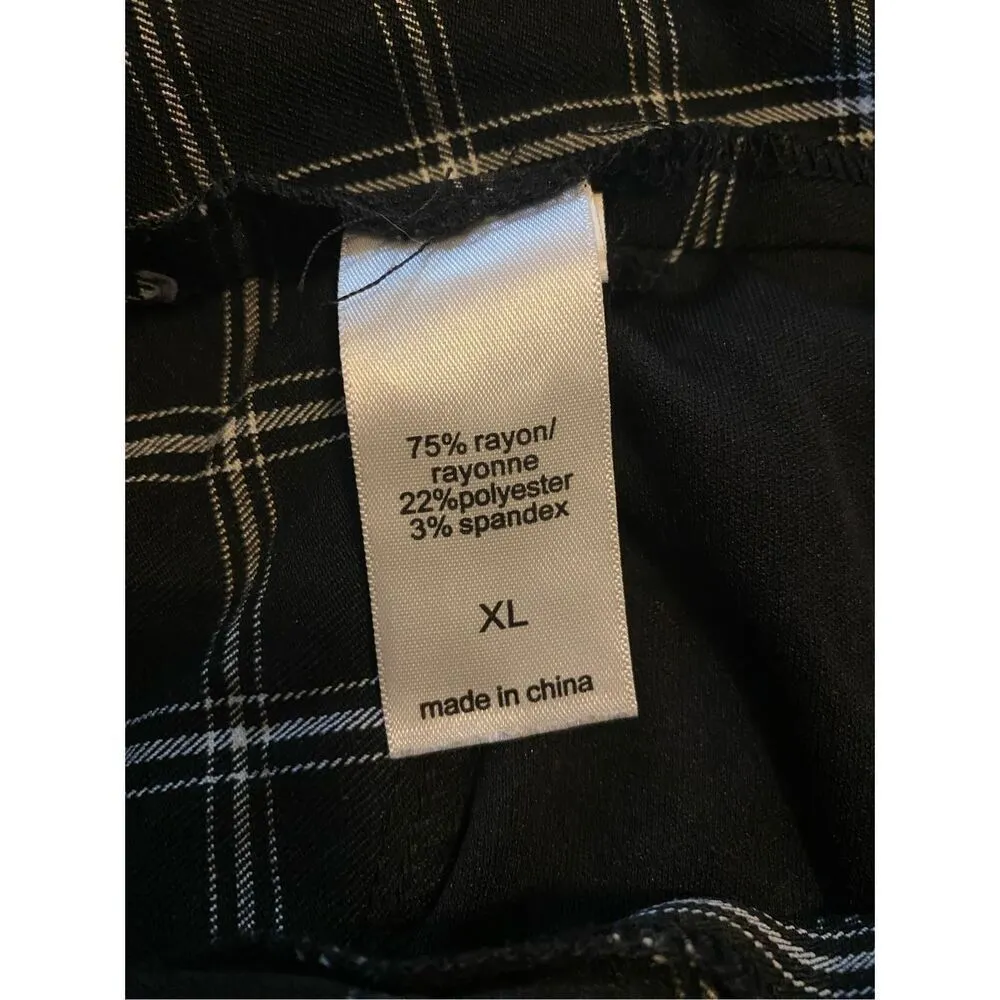 75% rayon/
rayonne
22%polyester
3% spandex
XL
made in china